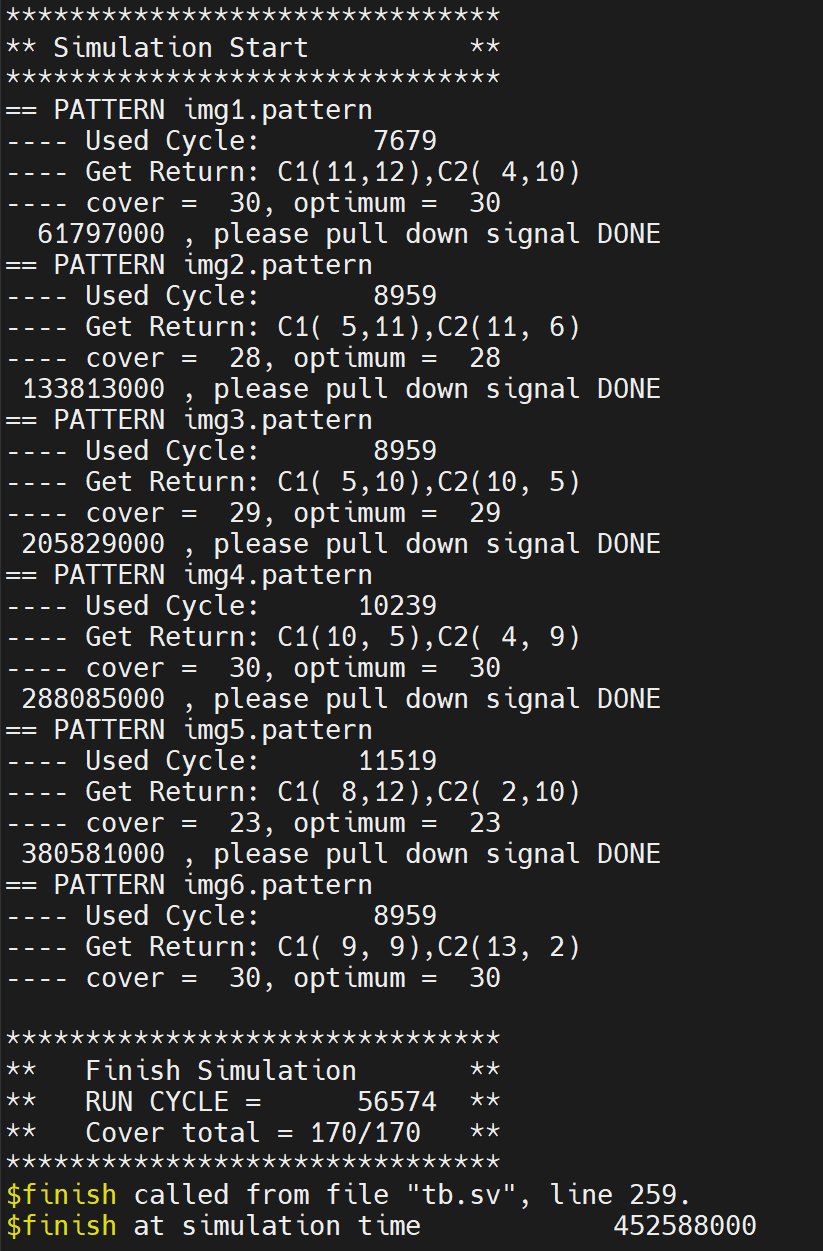 *******************************
** Simulation Start          **
*******************************
== PATTERN img1.pattern
---- Used Cycle:       7679
---- Get Return: C1(11,12),C2( 4,10)
---- cover =  30, optimum =  30
  61797000 , please pull down signal DONE
== PATTERN img2.pattern
---- Used Cycle:       8959
---- Get Return: C1( 5,11),C2(11, 6)
---- cover =  28, optimum =  28
 133813000 , please pull down signal DONE
== PATTERN img3.pattern
---- Used Cycle:       8959
---- Get Return: C1( 5,10),C2(10, 5)
---- cover =  29, optimum =  29
 205829000 , please pull down signal DONE
== PATTERN img4.pattern
---- Used Cycle:      10239
---- Get Return: C1(10, 5),C2( 4, 9)
---- cover =  30, optimum =  30
 288085000 , please pull down signal DONE
== PATTERN img5.pattern
---- Used Cycle:      11519
---- Get Return: C1( 8,12),C2( 2,10)
---- cover =  23, optimum =  23
 380581000 , please pull down signal DONE
== PATTERN img6.pattern
---- Used Cycle:       8959
---- Get Return: C1( 9, 9),C2(13, 2)
---- cover =  30, optimum =  30

*******************************
**   Finish Simulation       **
**   RUN CYCLE =      56574  **
**   Cover total = 170/170   **
*******************************
$finish called from file "tb.sv", line 259.
$finish at simulation time            452588000